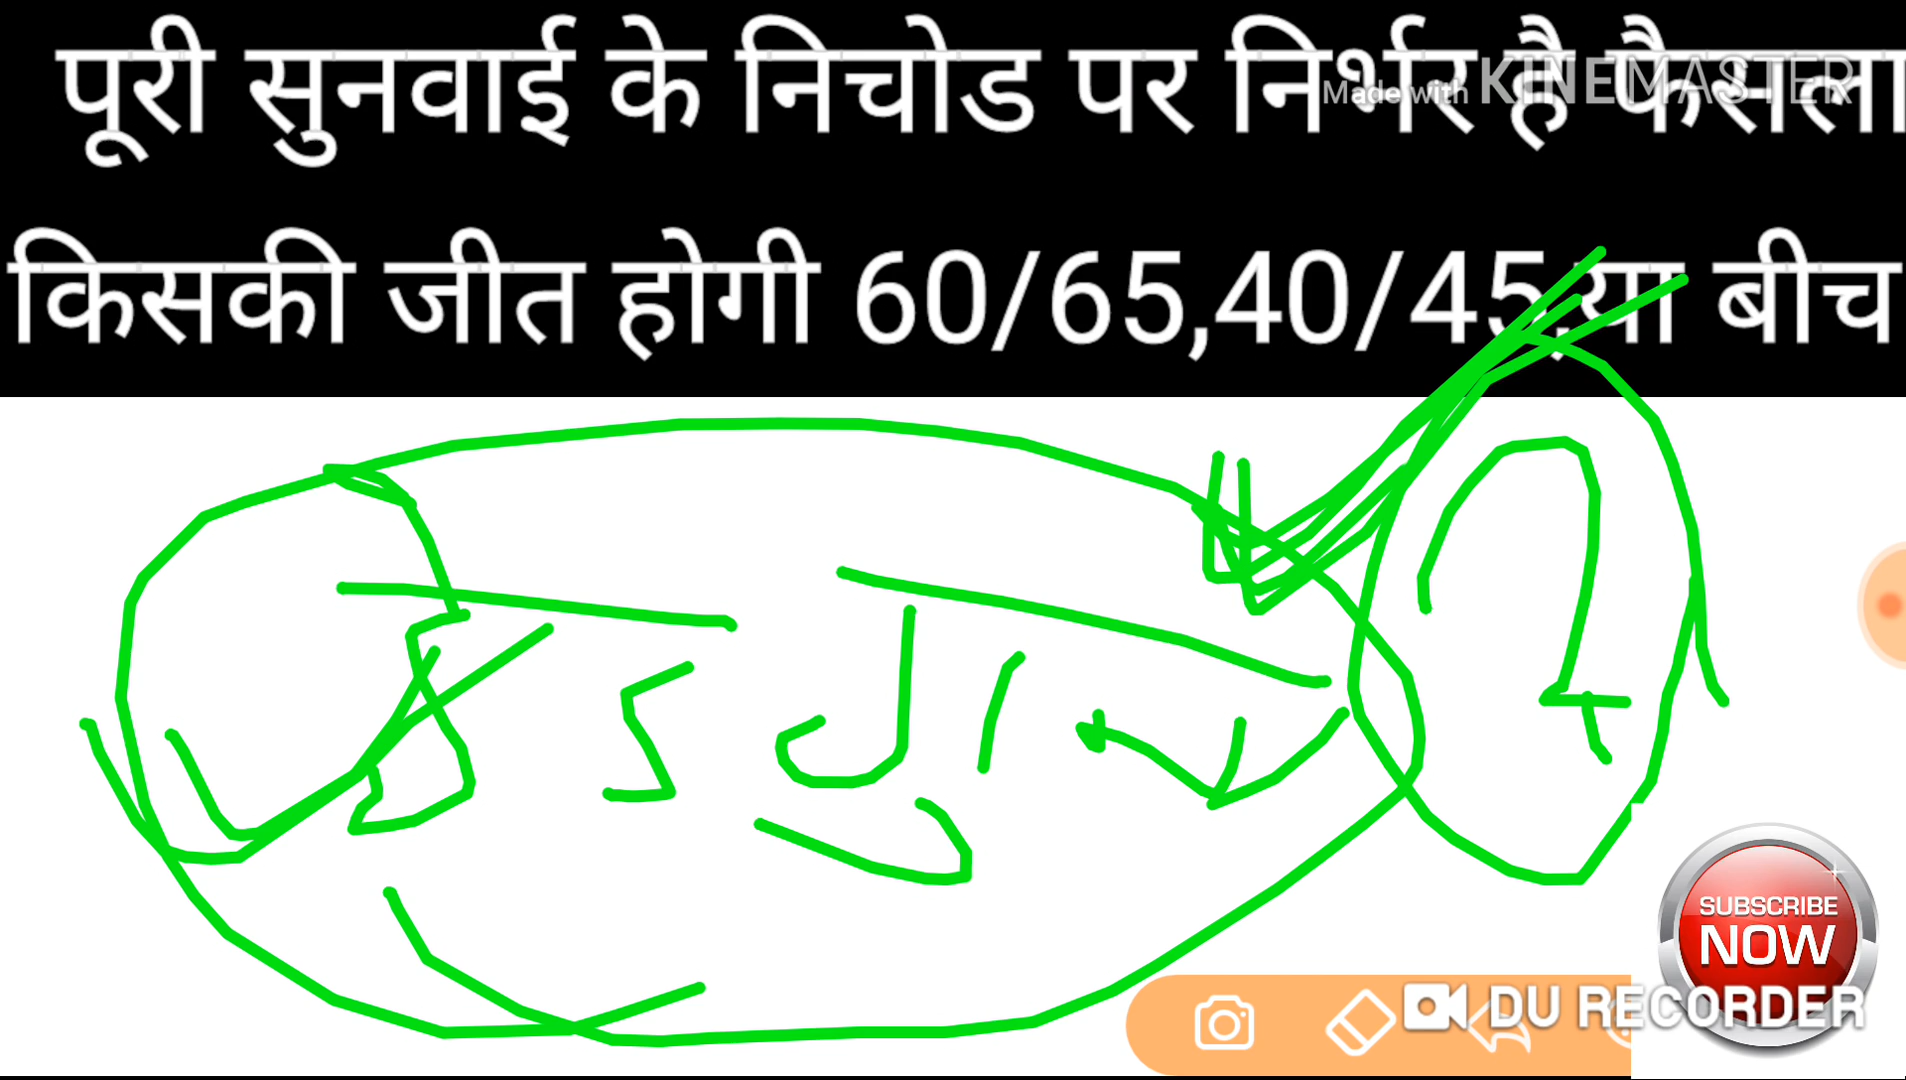 पूरी सुनवाई के निचोड पर निर्भर है फैसला
Made with KINEMASTER
किसकी जीत होगी 60/65,40/45,या बीच
SUBSCRIBE
NOW
DU RECORDER